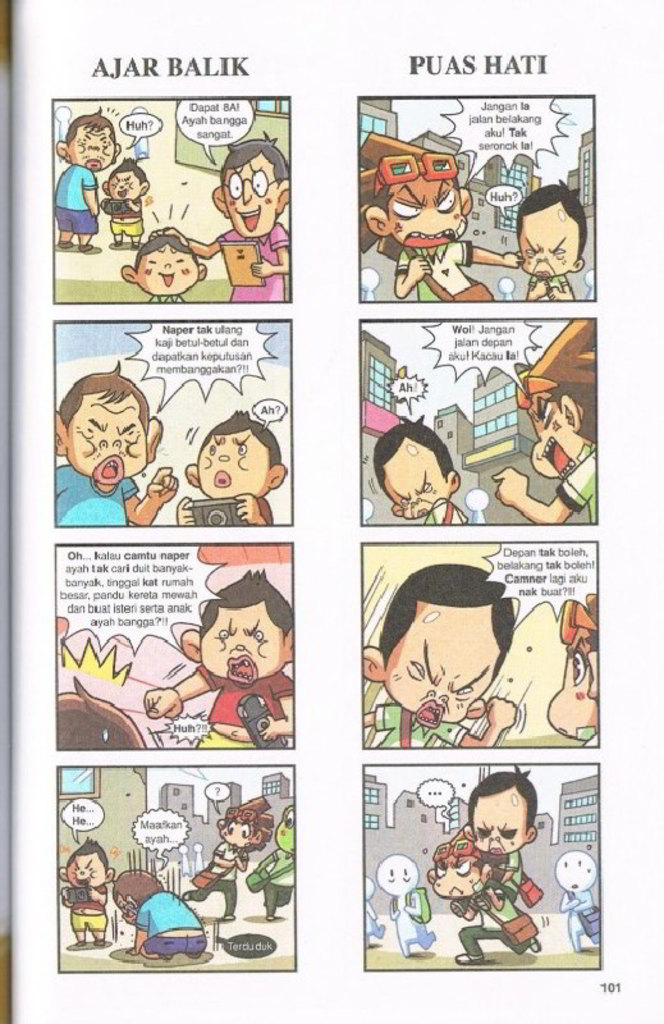 AJAR BALIK
Huh?
Dapat 8A!
Ayah bangga
sangat.
Naper tak ulang
kaji betul-betul dan
dapatkan keputusan
membanggakan?!!
Ah?
Oh... kalau camtu naper
ayah tak cari duit banyak-
banyak, tinggal kat rumah
besar, pandu kereta mewah
dan buat isteri serta anak
ayah bangga?!!
Huh?!!
He...
He...
Maafkan
ayah...
?
Terduduk
PUAS HATI
Jangan la
jalan belakang
aku! Tak
seronok la!
Huh?
Woi! Jangan
jalan depan
aku! Kacau la!
Ah!
Depan tak boleh,
belakang tak boleh!
Camner lagi aku
nak buat?!!
...
101